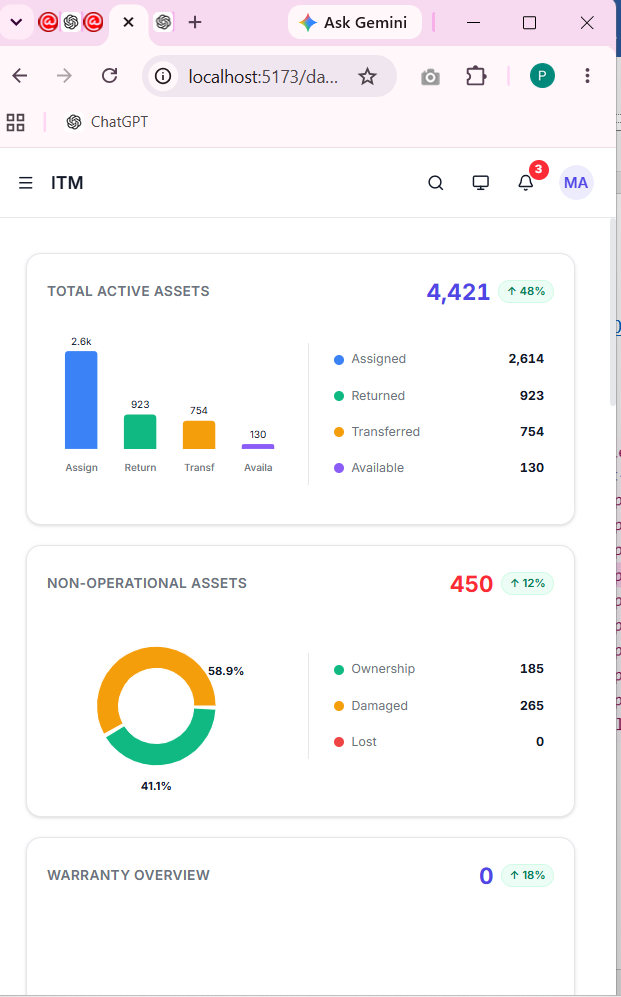 Ask Gemini
localhost:5173/da...
P
ChatGPT
ITM
3
MA
TOTAL ACTIVE ASSETS
4,421
↑ 48%
2.6k
923
754
130
Assign
Return
Transf
Availa
Assigned 2,614
Returned 923
Transferred 754
Available 130
NON-OPERATIONAL ASSETS
450
↑ 12%
58.9%
41.1%
Ownership 185
Damaged 265
Lost 0
WARRANTY OVERVIEW
0
↑ 18%